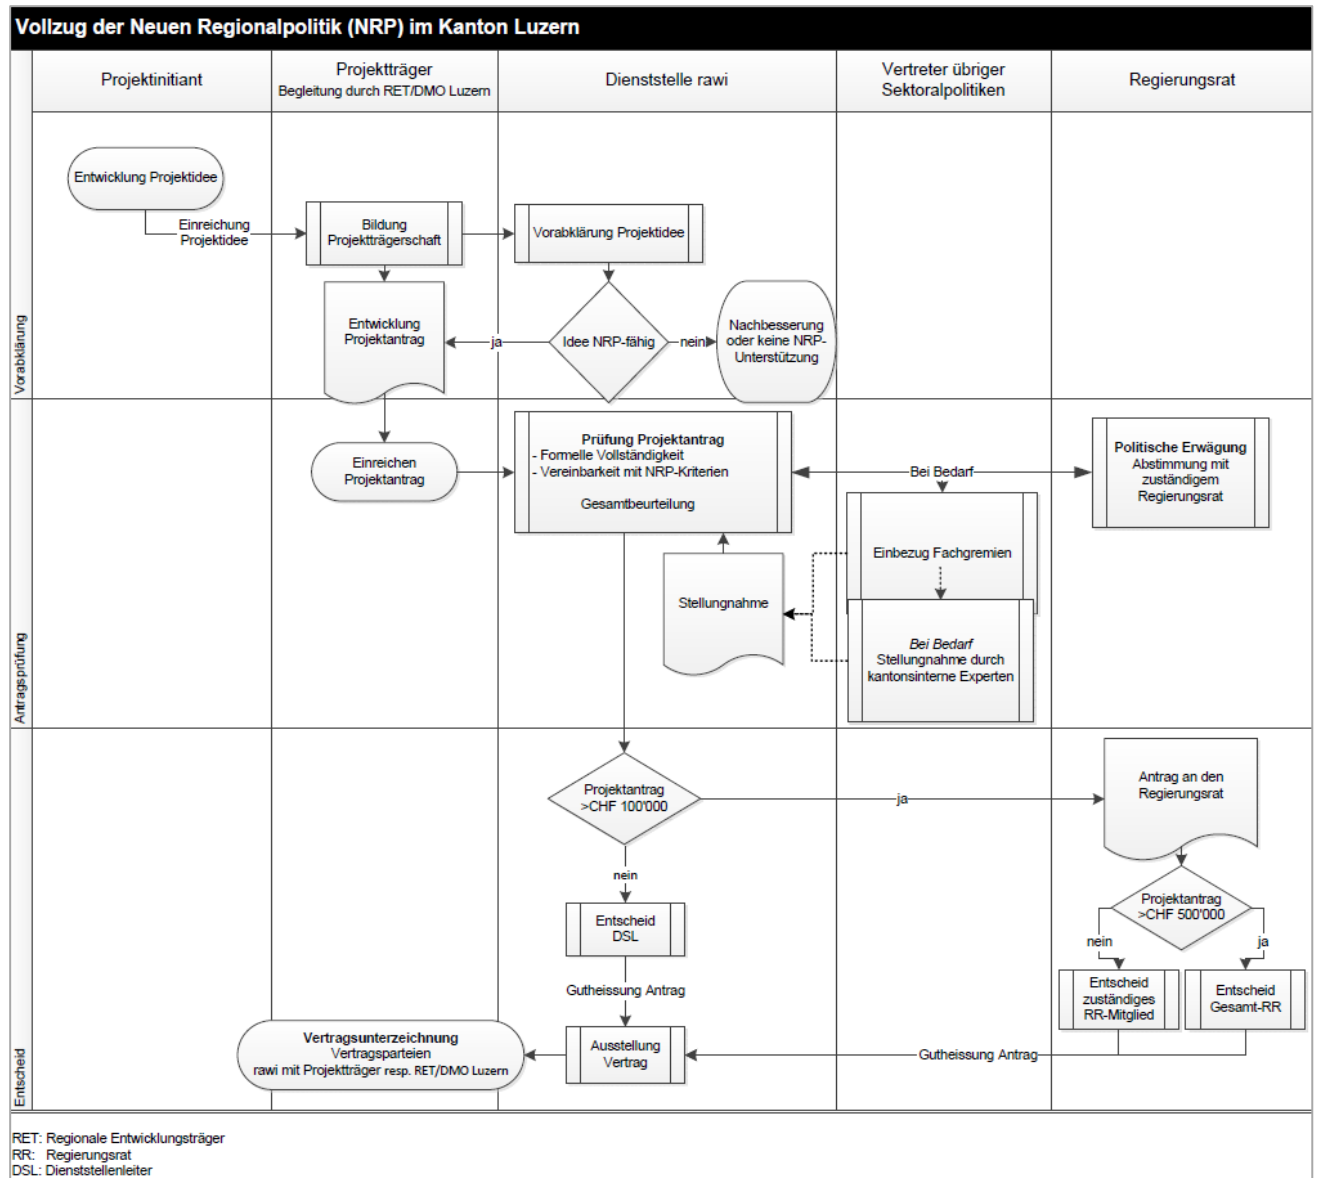 Vollzug der Neuen Regionalpolitik (NRP) im Kanton Luzern
Projektinitiant
Projektträger
Begleitung durch RET/DMO Luzern
Dienststelle rawi
Vertreter übriger
Sektoralpolitiken
Regierungsrat
Vorabklärung
Entwicklung Projektidee
Einreichung
Projektidee
Bildung
Projektträgerschaft
Vorabklärung Projektidee
Entwicklung
Projektantrag
ja
Idee NRP-fähig
nein
Nachbesserung
oder keine NRP-
Unterstützung
Antragsprüfung
Einreichen
Projektantrag
Prüfung Projektantrag
- Formelle Vollständigkeit
- Vereinbarkeit mit NRP-Kriterien
Gesamtbeurteilung
Bei Bedarf
Politische Erwägung
Abstimmung mit
zuständigem
Regierungsrat
Einbezug Fachgremien
Stellungnahme
Bei Bedarf
Stellungnahme durch
kantonsinterne Experten
Entscheid
Projektantrag
>CHF 100'000
ja
Antrag an den
Regierungsrat
nein
Projektantrag
>CHF 500'000
nein
ja
Entscheid
DSL
Entscheid
zuständiges
RR-Mitglied
Entscheid
Gesamt-RR
Gutheissung Antrag
Vertragsunterzeichnung
Vertragsparteien
rawi mit Projektträger resp. RET/DMO Luzern
Ausstellung
Vertrag
Gutheissung Antrag
RET: Regionale Entwicklungsträger
RR: Regierungsrat
DSL: Dienststellenleiter